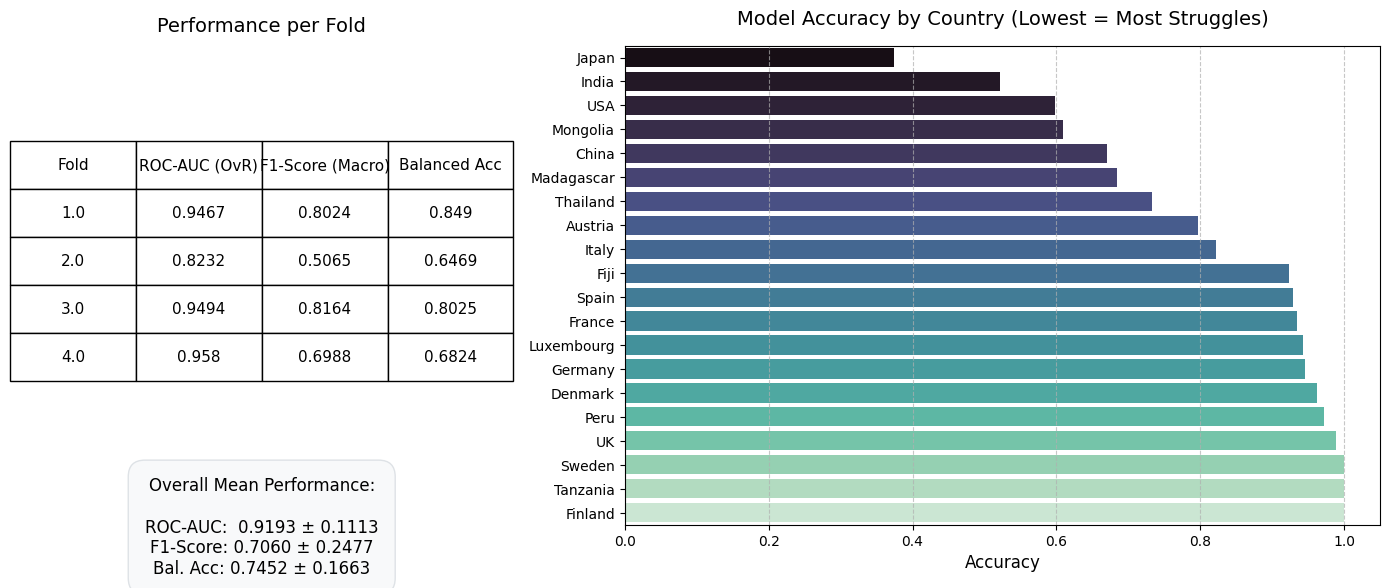 Performance per Fold
Fold ROC-AUC (OvR) F1-Score (Macro) Balanced Acc
1.0 0.9467 0.8024 0.849
2.0 0.8232 0.5065 0.6469
3.0 0.9494 0.8164 0.8025
4.0 0.958 0.6988 0.6824
Overall Mean Performance:
ROC-AUC: 0.9193 ± 0.1113
F1-Score: 0.7060 ± 0.2477
Bal. Acc: 0.7452 ± 0.1663
Model Accuracy by Country (Lowest = Most Struggles)
Japan
India
USA
Mongolia
China
Madagascar
Thailand
Austria
Italy
Fiji
Spain
France
Luxembourg
Germany
Denmark
Peru
UK
Sweden
Tanzania
Finland
0.0 0.2 0.4 0.6 0.8 1.0
Accuracy